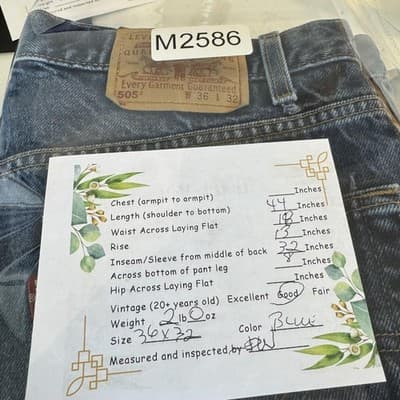 M2586
LEVI
QU
Every Garment Guaranteed
505 W 36 L 32
Chest (armpit to armpit) Inches
Length (shoulder to bottom) 44 Inches
Waist Across Laying Flat 18 Inches
Rise 13 Inches
Inseam/Sleeve from middle of back 32 Inches
Across bottom of pant leg 8 Inches
Hip Across Laying Flat Inches
Vintage (20+ years old) Excellent Good Fair
Weight 2 lb 0 oz
Size 36x32 Color Blue
Measured and inspected by